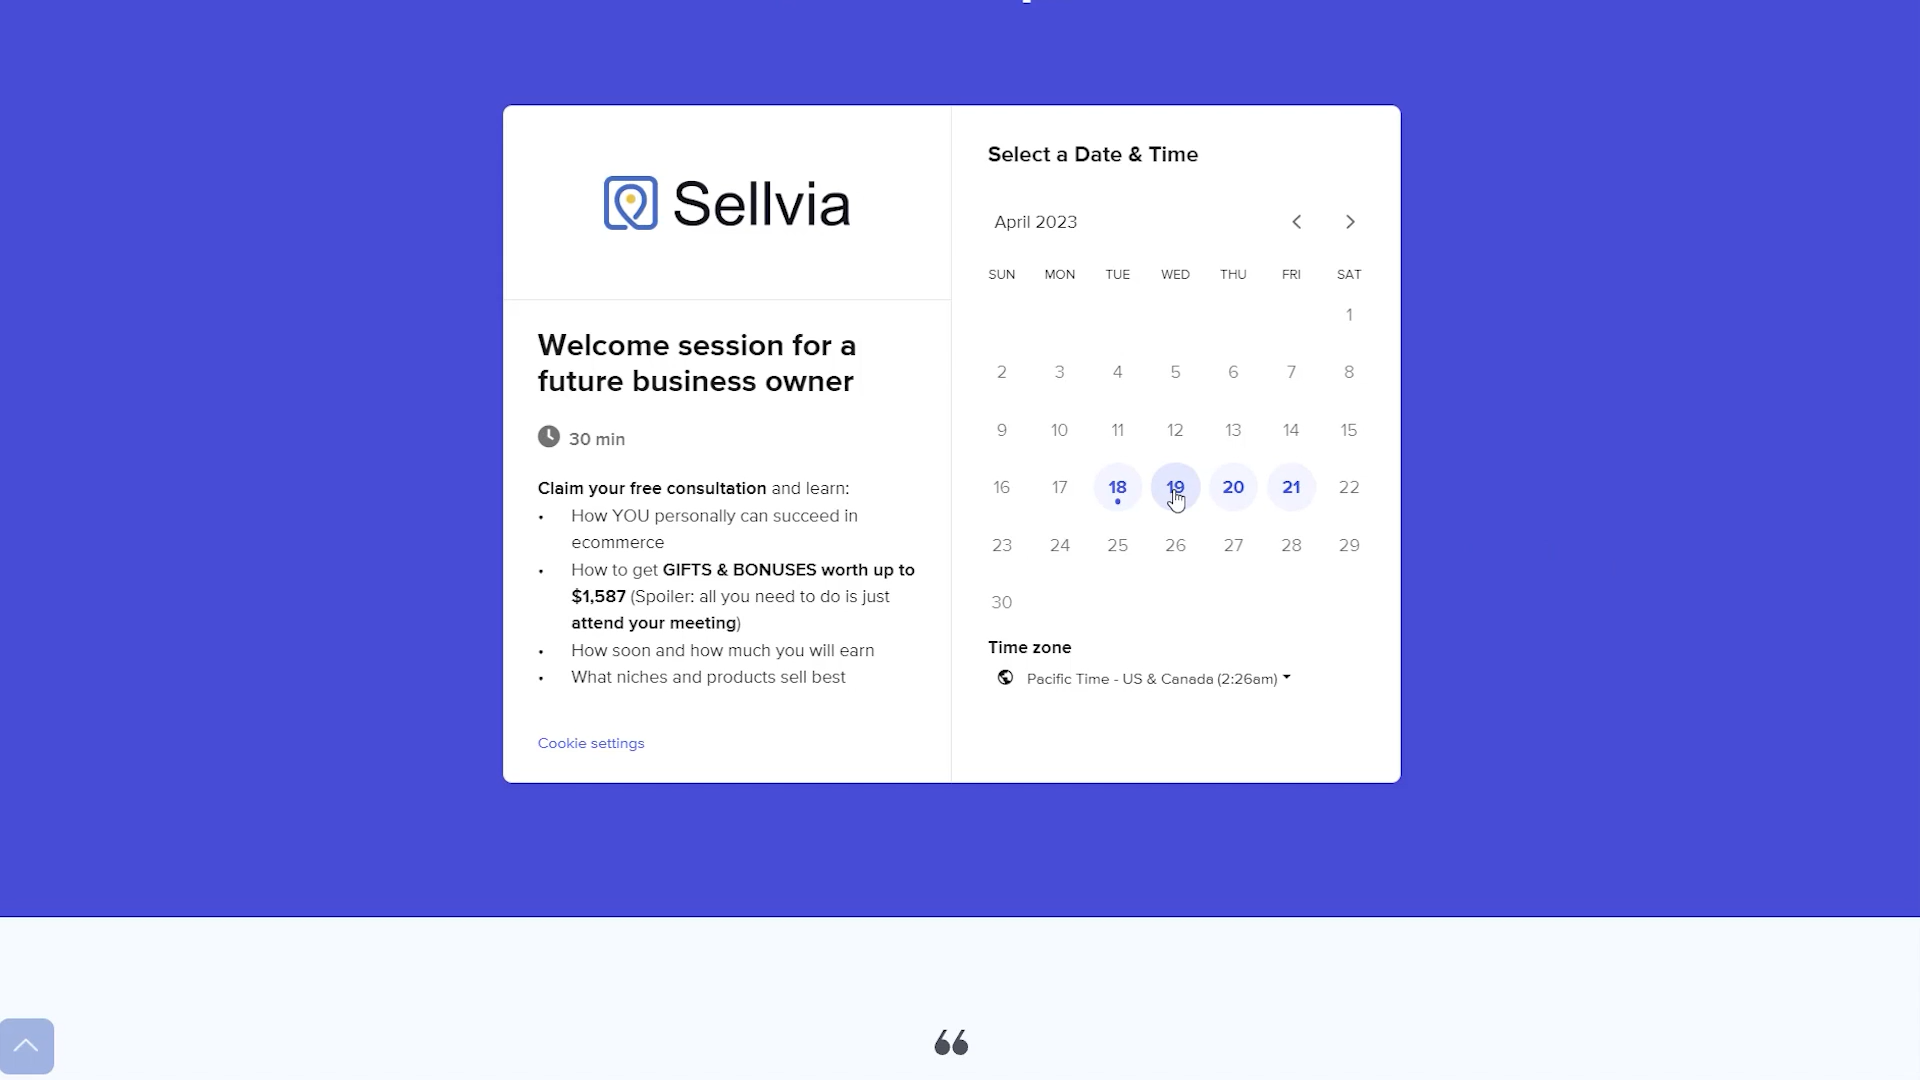 Sellvia
Welcome session for a
future business owner
30 min
Claim your free consultation and learn:
• How YOU personally can succeed in
ecommerce
• How to get GIFTS & BONUSES worth up to
$1,587 (Spoiler: all you need to do is just
attend your meeting)
• How soon and how much you will earn
• What niches and products sell best
Cookie settings
Select a Date & Time
April 2023
SUN MON TUE WED THU FRI SAT
1
2 3 4 5 6 7 8
9 10 11 12 13 14 15
16 17 18 19 20 21 22
23 24 25 26 27 28 29
30
Time zone
Pacific Time - US & Canada (2:26am)
“